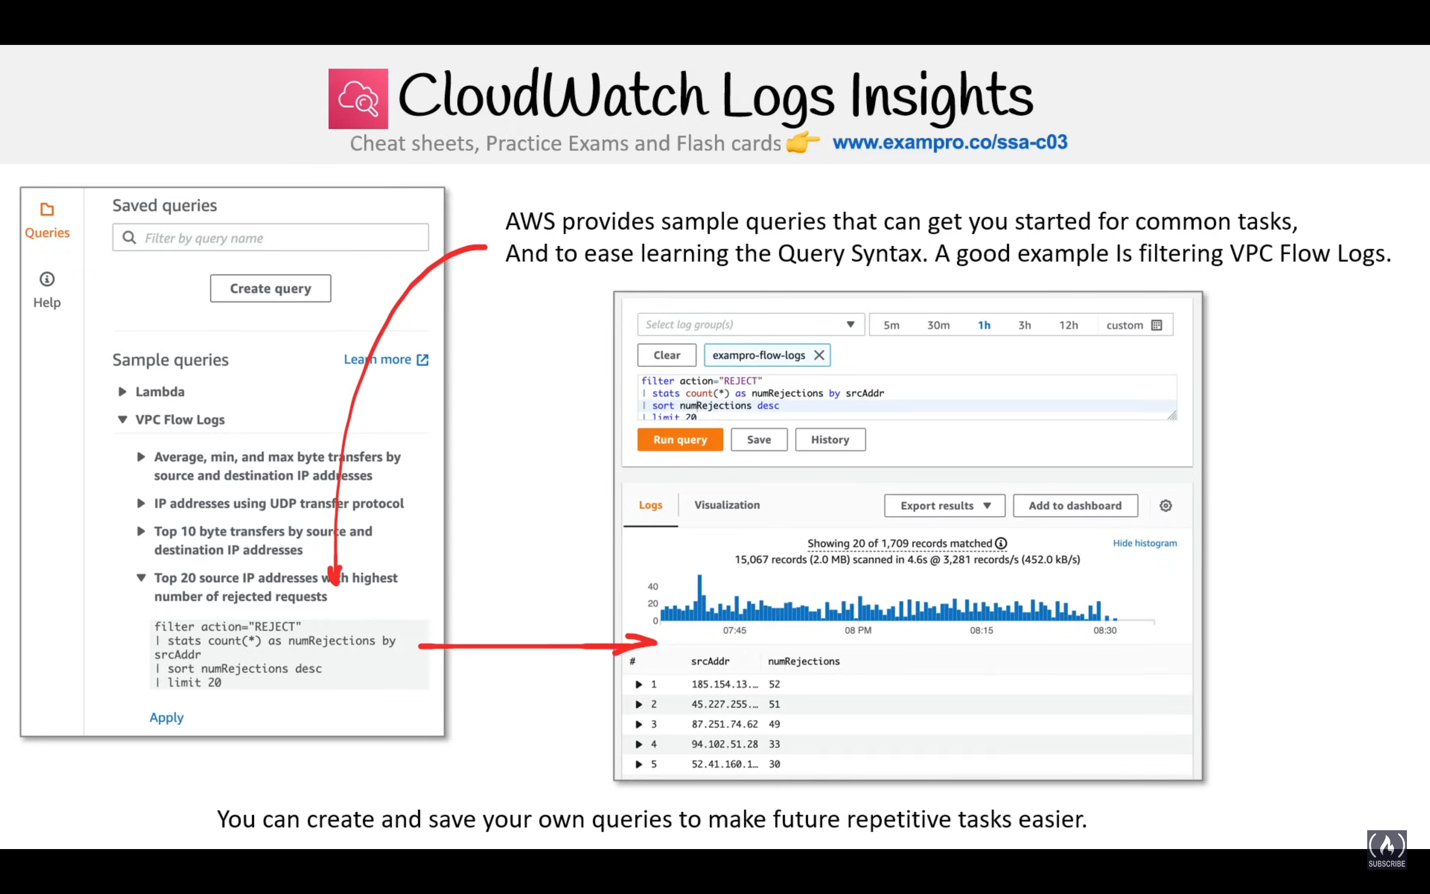 CloudWatch Logs Insights
Cheat sheets, Practice Exams and Flash cards 👉 www.exampro.co/ssa-c03
Queries
Help
Saved queries
Filter by query name
Create query
Sample queries
Learn more
Lambda
VPC Flow Logs
Average, min, and max byte transfers by
source and destination IP addresses
IP addresses using UDP transfer protocol
Top 10 byte transfers by source and
destination IP addresses
Top 20 source IP addresses with highest
number of rejected requests
filter action="REJECT"
| stats count(*) as numRejections by
srcAddr
| sort numRejections desc
| limit 20
Apply
AWS provides sample queries that can get you started for common tasks,
And to ease learning the Query Syntax. A good example Is filtering VPC Flow Logs.
Select log group(s)
5m 30m 1h 3h 12h custom
Clear
exampro-flow-logs
filter action="REJECT"
| stats count(*) as numRejections by srcAddr
| sort numRejections desc
| limit 20
Run query Save History
Logs Visualization Export results Add to dashboard
Showing 20 of 1,709 records matched
Hide histogram
15,067 records (2.0 MB) scanned in 4.6s @ 3,281 records/s (452.0 kB/s)
40
20
0
07:45 08 PM 08:15 08:30
# srcAddr numRejections
1 185.154.13... 52
2 45.227.255... 51
3 87.251.74.62 49
4 94.102.51.28 33
5 52.41.160.1... 30
You can create and save your own queries to make future repetitive tasks easier.
SUBSCRIBE